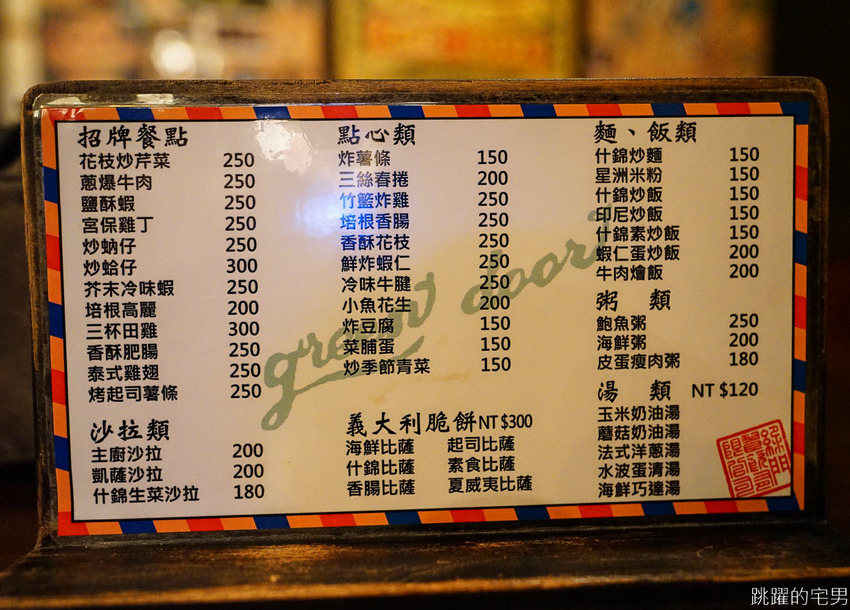 招牌餐點
花枝炒芹菜 250
蔥爆牛肉 250
鹽酥蝦 250
宮保雞丁 250
炒蚋仔 250
炒蛤仔 300
芥末冷味蝦 250
培根高麗 200
三杯田雞 300
香酥肥腸 250
泰式雞翅 250
烤起司薯條 250
沙拉類
主廚沙拉 200
凱薩沙拉 200
什錦生菜沙拉 180
點心類
炸薯條 150
三絲春捲 200
竹籃炸雞 250
培根香腸 250
香酥花枝 250
鮮炸蝦仁 250
冷味牛腱 250
小魚花生 200
炸豆腐 150
菜脯蛋 150
炒季節青菜 150
義大利脆餅 NT $300
海鮮比薩 起司比薩
什錦比薩 素食比薩
香腸比薩 夏威夷比薩
麵、飯類
什錦炒麵 150
星洲米粉 150
什錦炒飯 150
印尼炒飯 150
什錦素炒飯 150
蝦仁蛋炒飯 200
牛肉燴飯 200
粥 類
鮑魚粥 250
海鮮粥 200
皮蛋瘦肉粥 180
湯 類 NT $120
玉米奶油湯
蘑菇奶油湯
法式洋蔥湯
水波蛋清湯
海鮮巧達湯
green door
跳躍的宅男